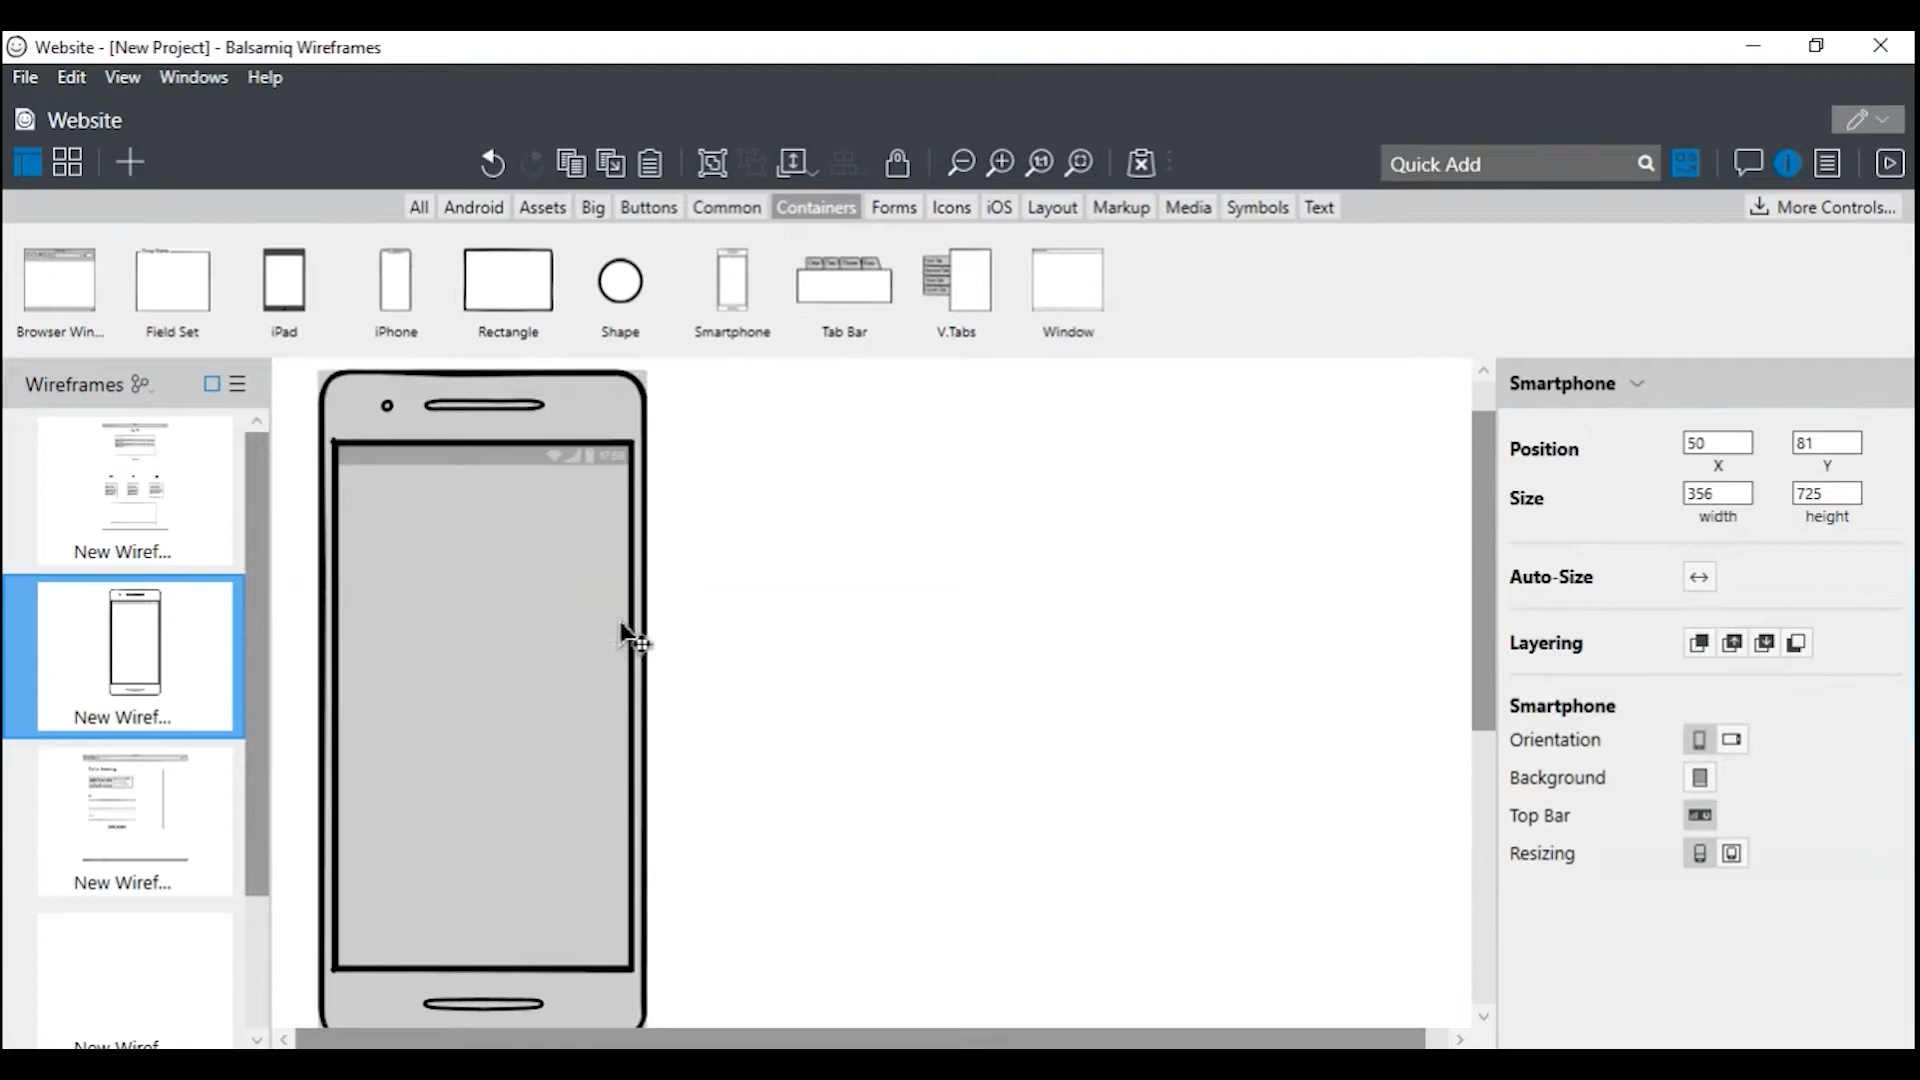 Website - [New Project] - Balsamiq Wireframes
File Edit View Windows Help
Website
Quick Add
All Android Assets Big Buttons Common Containers Forms Icons iOS Layout Markup Media Symbols Text More Controls...
Browser Win... Field Set iPad iPhone Rectangle Shape Smartphone Tab Bar V.Tabs Window
Wireframes
New Wiref...
New Wiref...
New Wiref...
New Wiref...
Smartphone
Position 50 81
X Y
Size 356 725
width height
Auto-Size
Layering
Smartphone
Orientation
Background
Top Bar
Resizing